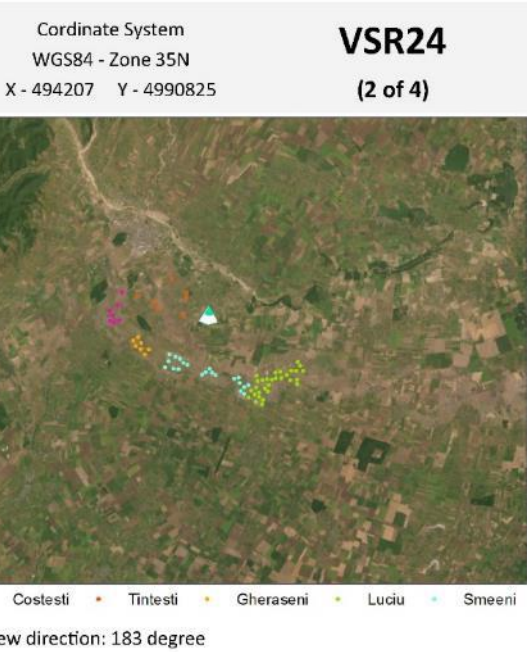 Cordinate System
WGS84 - Zone 35N
X - 494207 Y - 4990825
VSR24
(2 of 4)
Costesti • Tintesti • Gheraseni • Luciu • Smeeni
direction: 183 degree